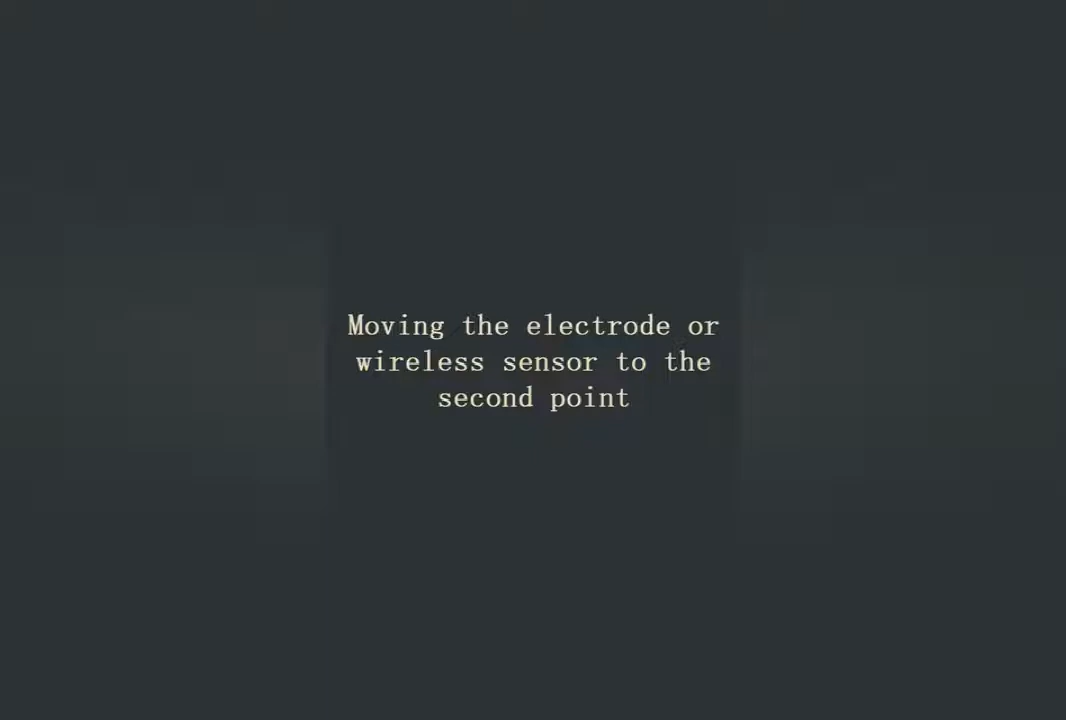 Moving the electrode or
wireless sensor to the
second point